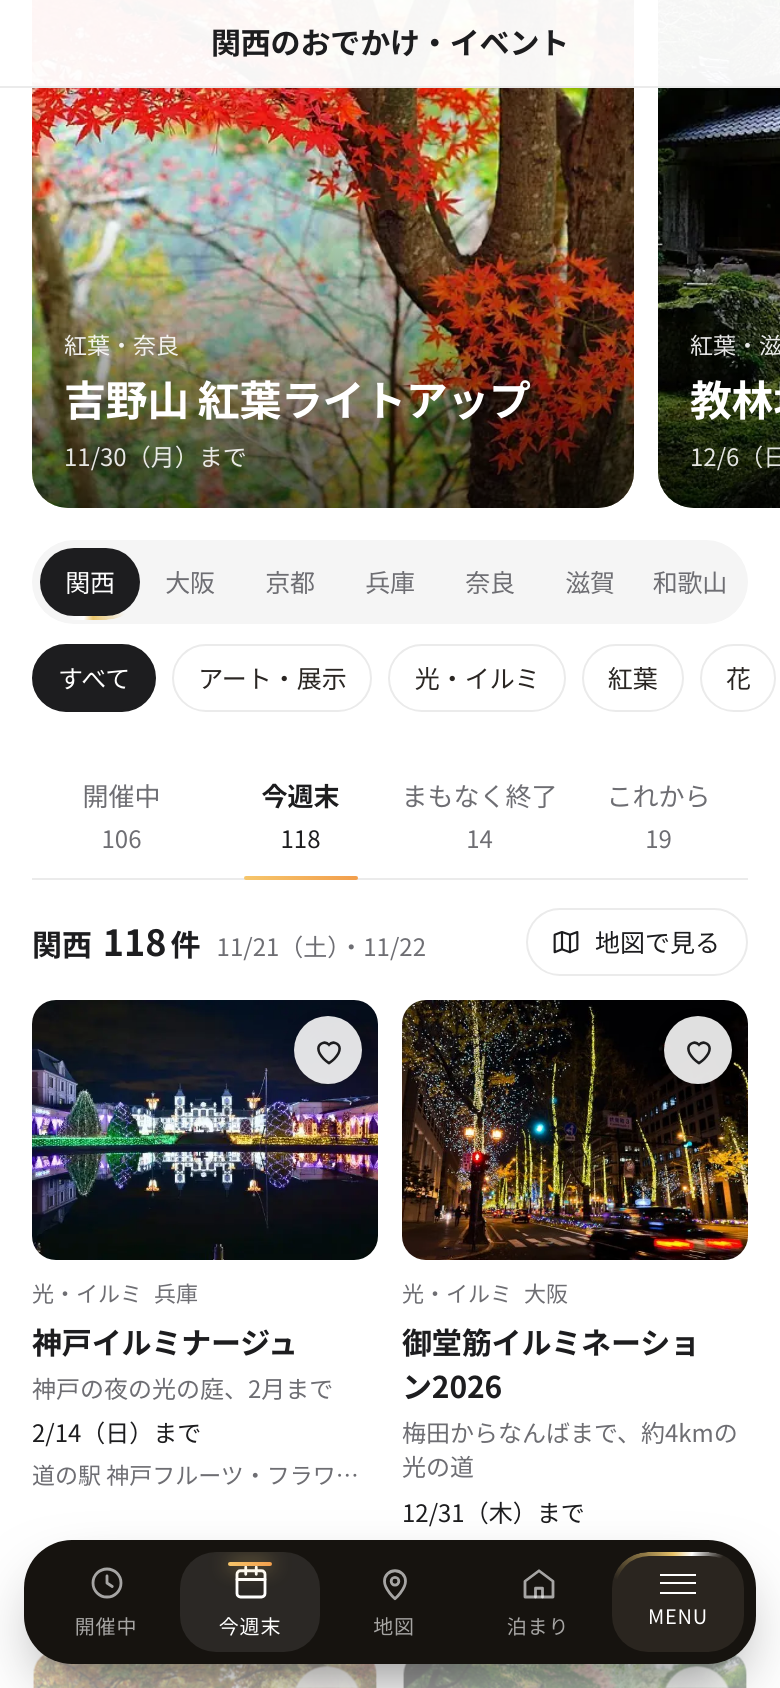 関西のおでかけ・イベント
紅葉・奈良
吉野山 紅葉ライトアップ
11/30（月）まで
紅葉・滋
教林
12/6（日
関西 大阪 京都 兵庫 奈良 滋賀 和歌山
すべて アート・展示 光・イルミ 紅葉 花
開催中 今週末 まもなく終了 これから
106 118 14 19
関西 118件 11/21（土）・11/22 地図で見る
光・イルミ 兵庫
神戸イルミナージュ
神戸の夜の光の庭、2月まで
2/14（日）まで
道の駅 神戸フルーツ・フラワ…
光・イルミ 大阪
御堂筋イルミネーショ
ン2026
梅田からなんばまで、約4kmの
光の道
12/31（木）まで
開催中 今週末 地図 泊まり MENU